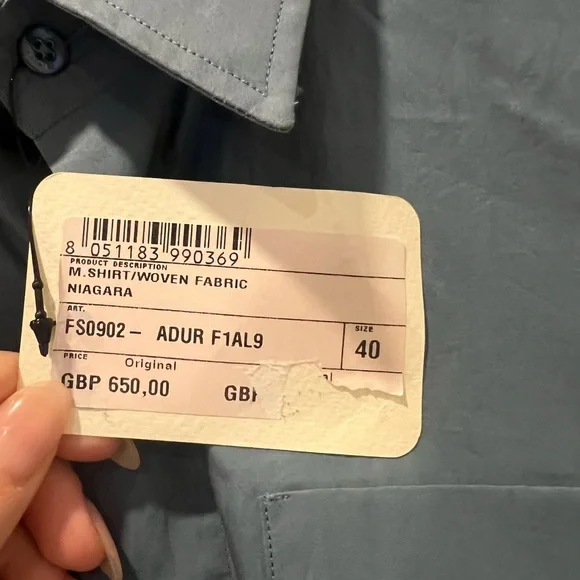 8 051183 990369
PRODUCT DESCRIPTION
M.SHIRT/WOVEN FABRIC
NIAGARA
ART.
SIZE
FS0902- ADUR F1AL9
40
PRICE
Original
GBP 650,00 GBP